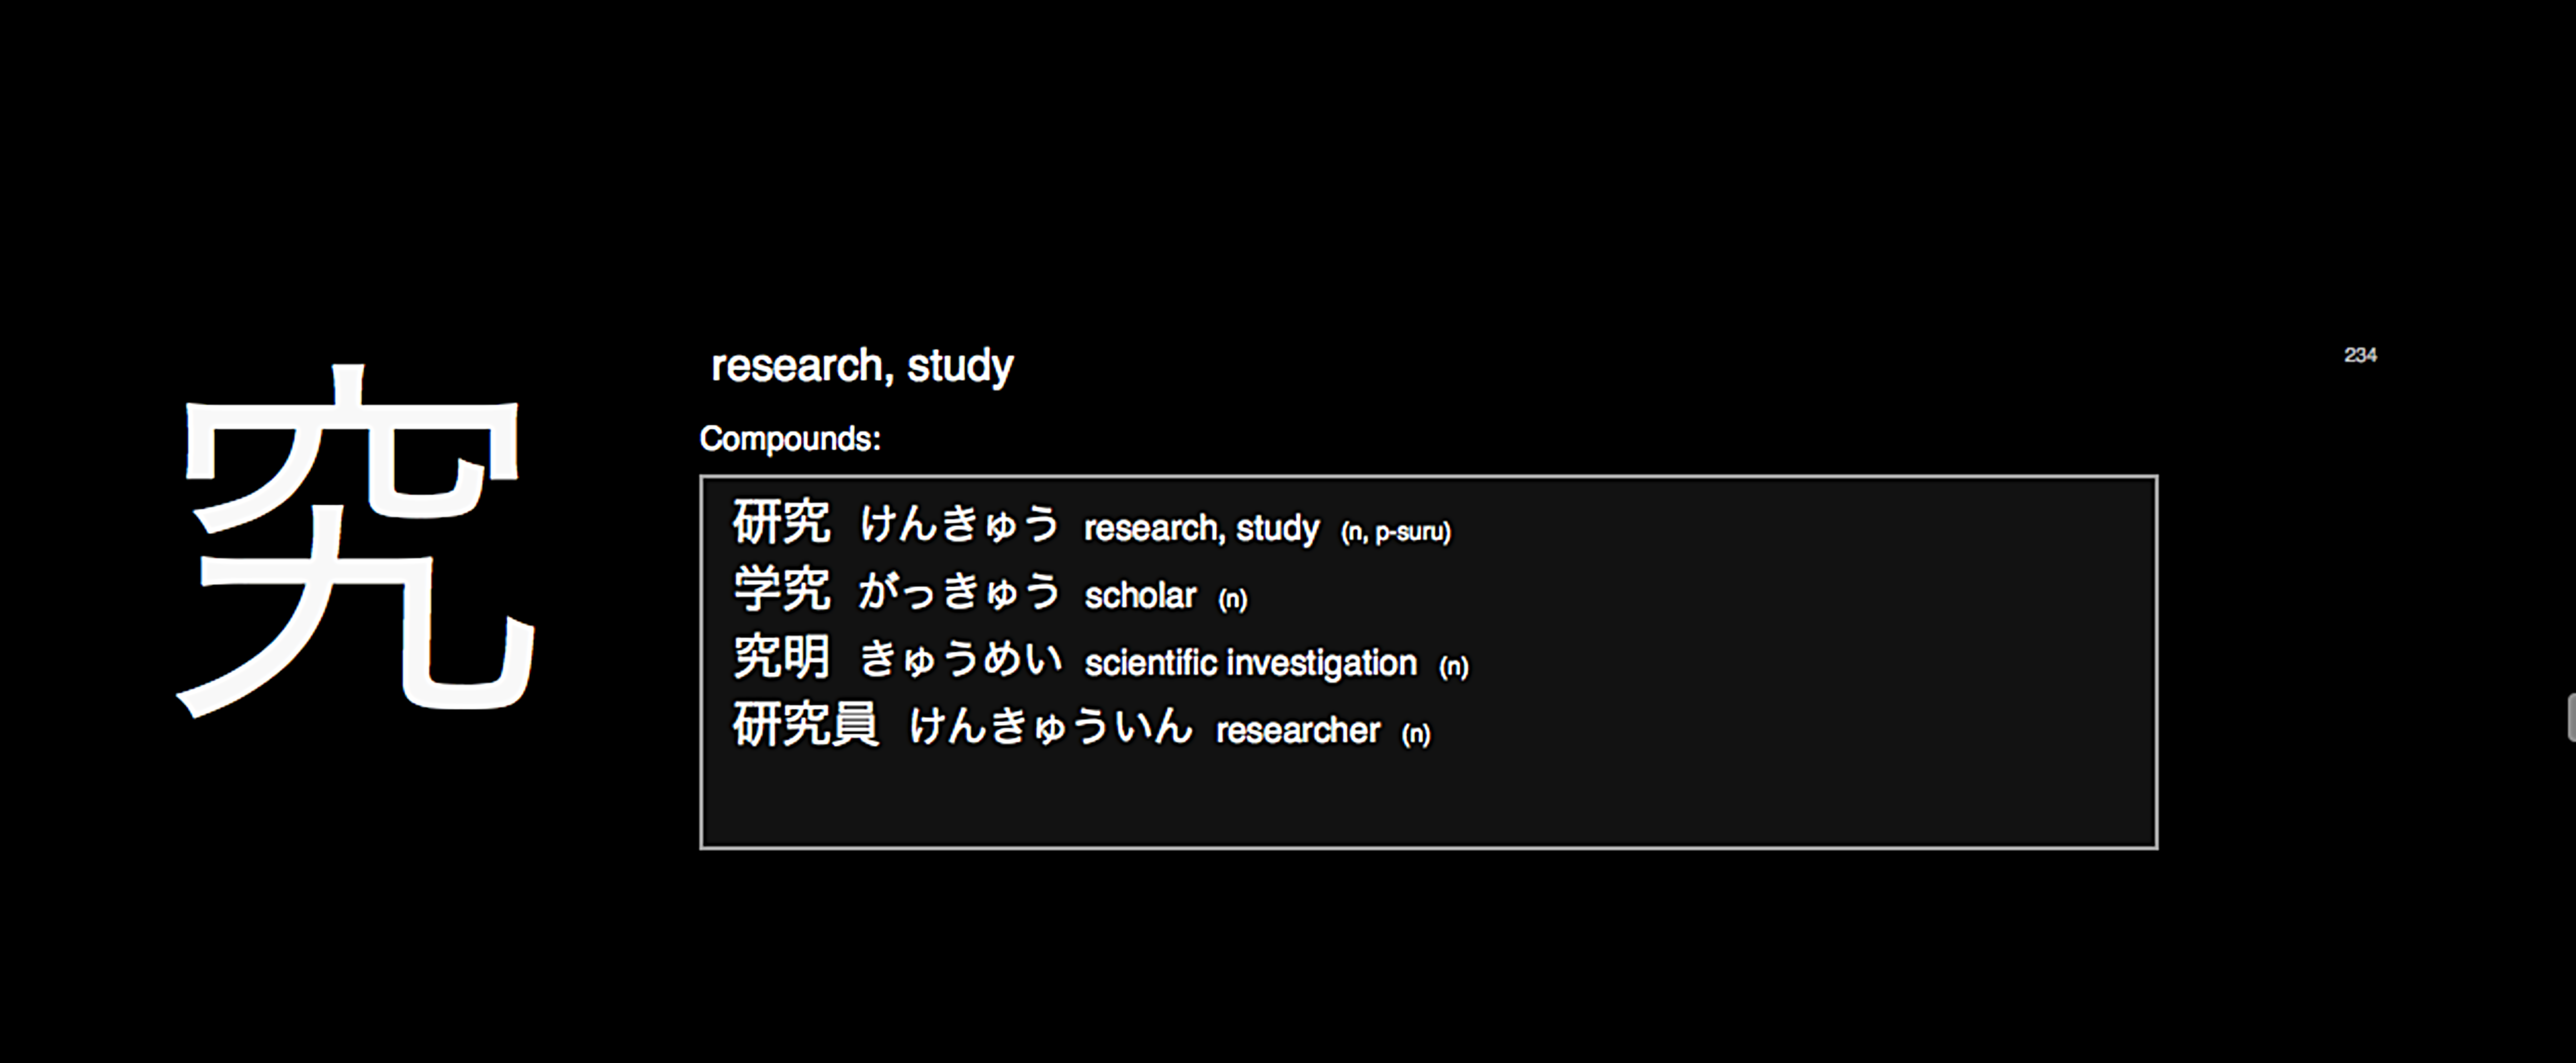 究
research, study
234
Compounds:
研究 けんきゅう research, study (n, p-suru)
学究 がっきゅう scholar (n)
究明 きゅうめい scientific investigation (n)
研究員 けんきゅういん researcher (n)